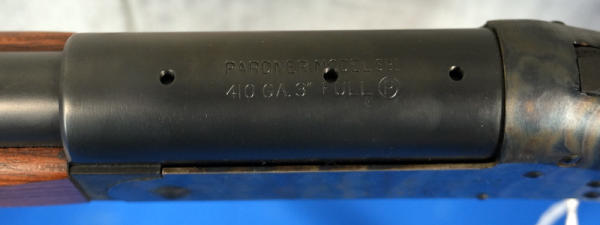 PARDNER MODEL SB1
410 GA. 3" FULL P